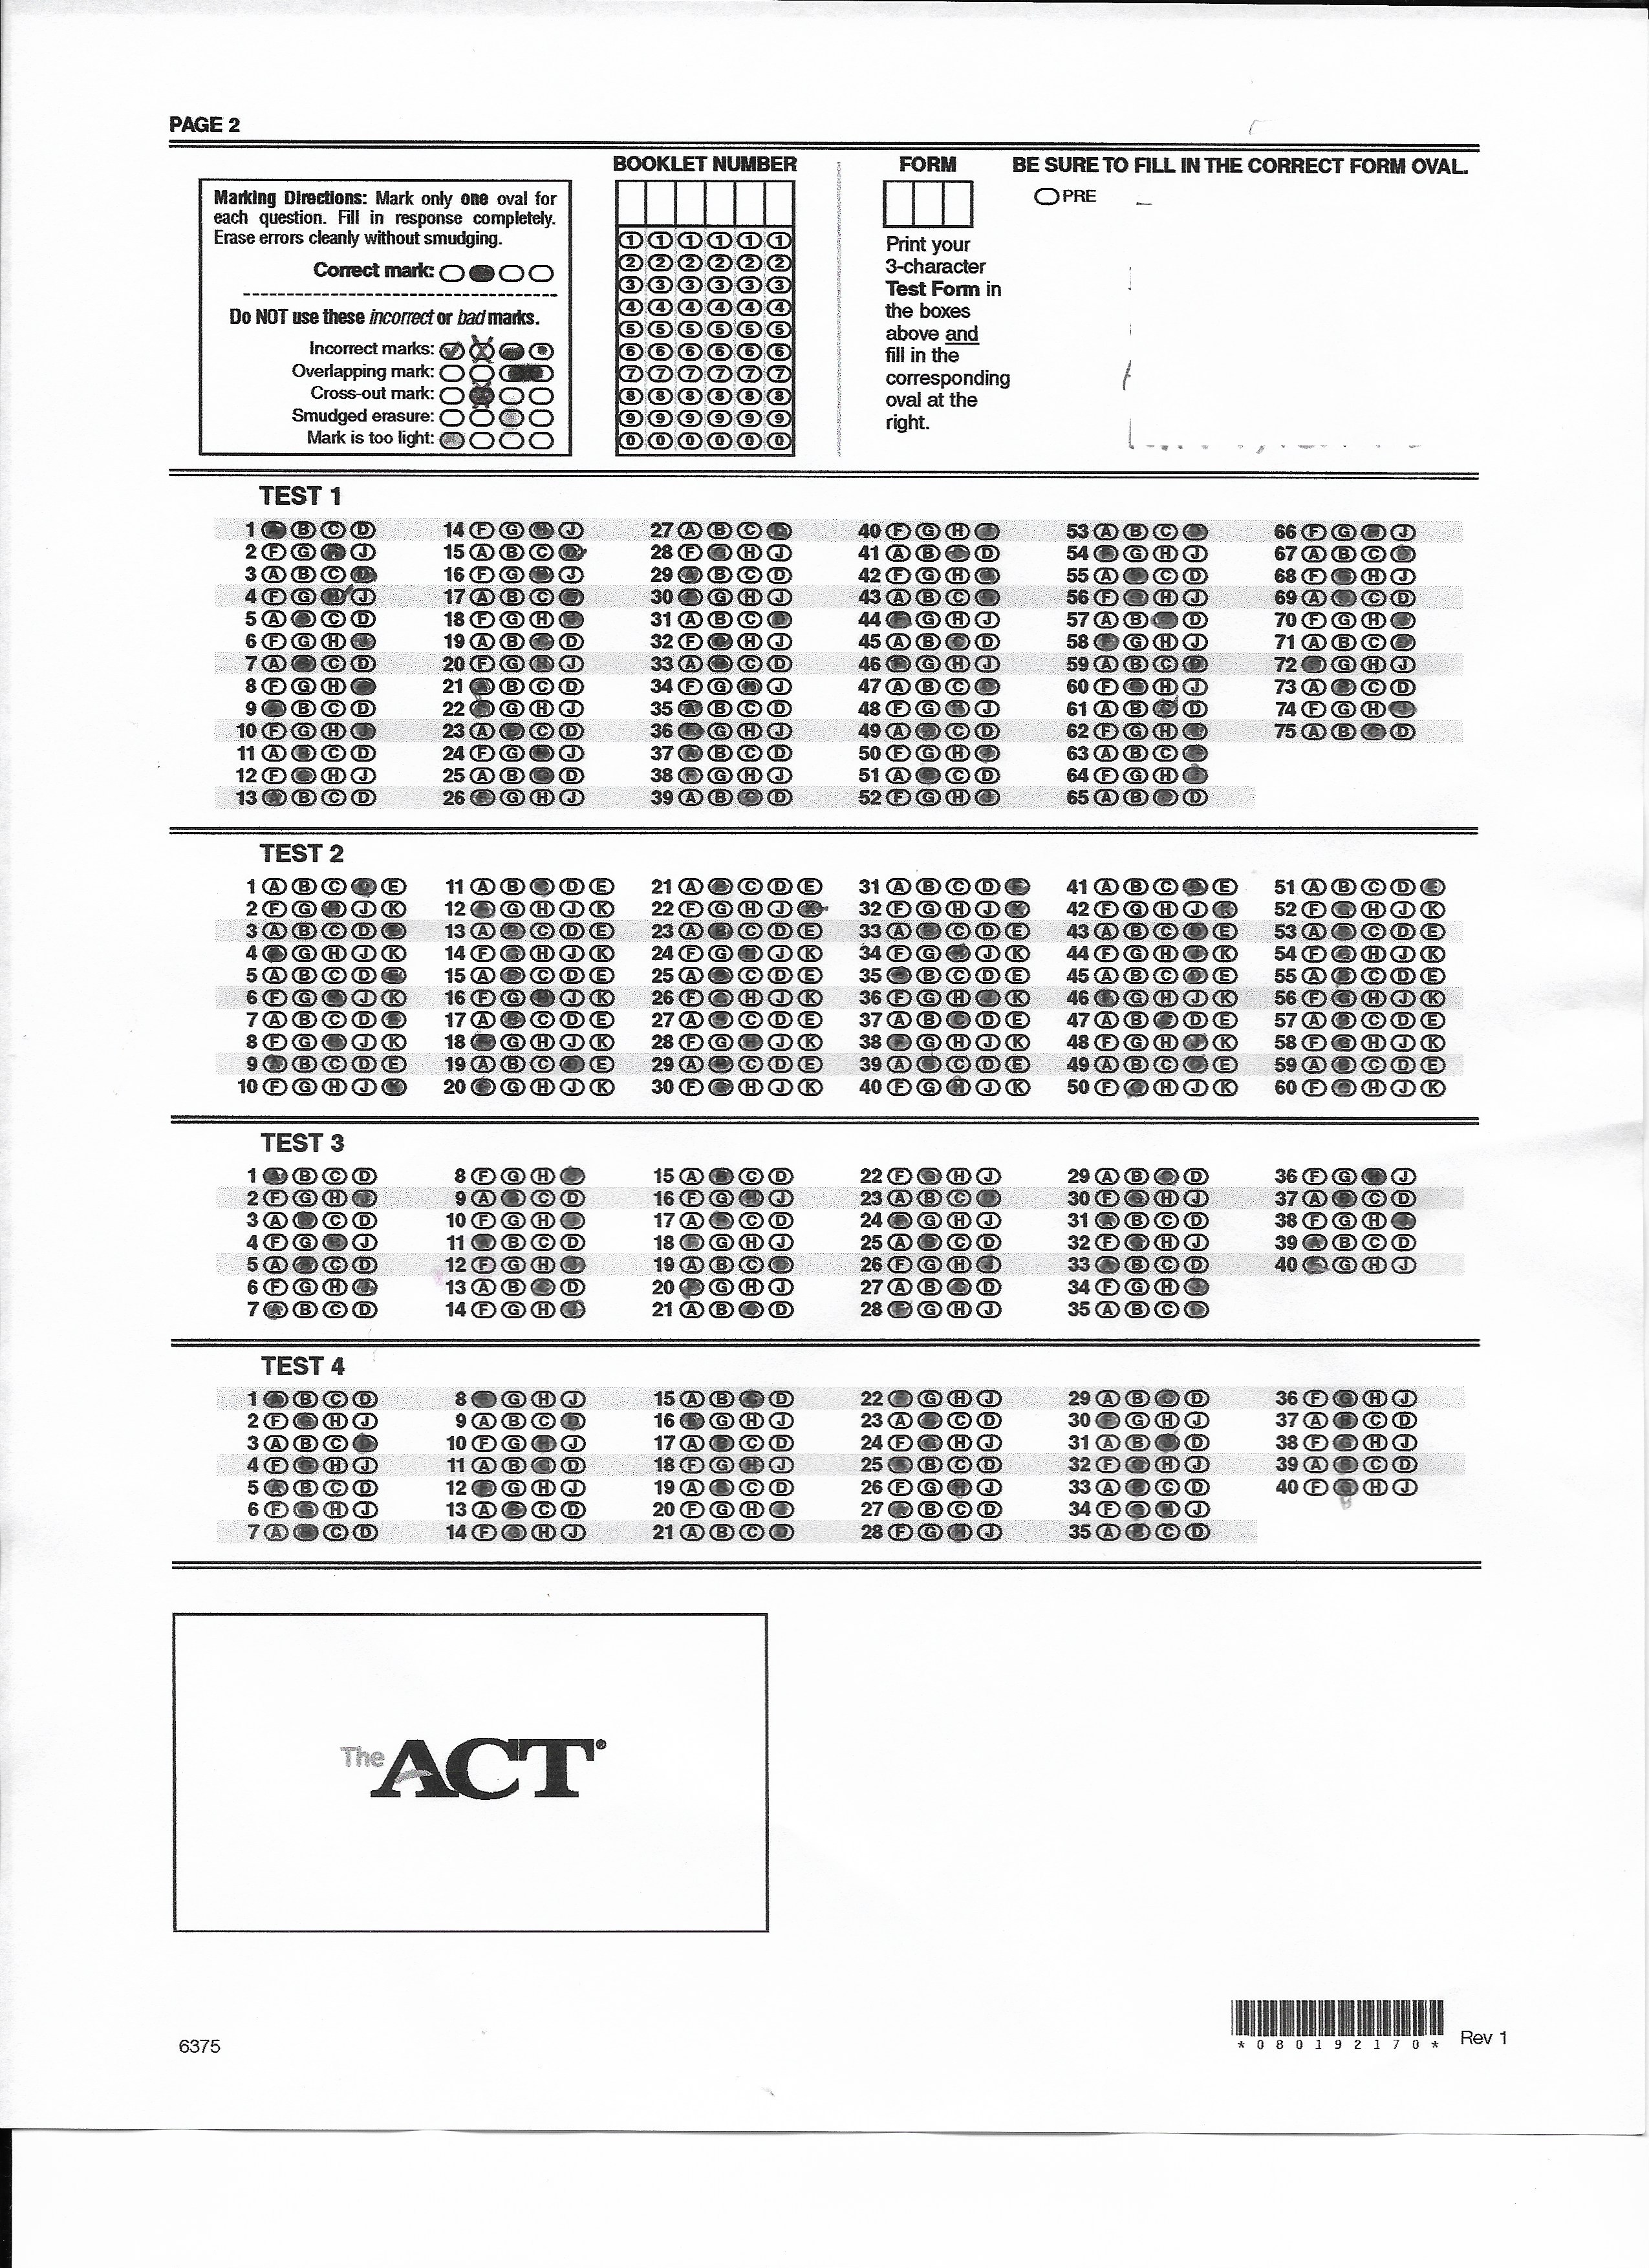 PAGE 2
BOOKLET NUMBER
FORM
BE SURE TO FILL IN THE CORRECT FORM OVAL.
Marking Directions: Mark only one oval for
each question. Fill in response completely.
Erase errors cleanly without smudging.
Correct mark:
Do NOT use these incorrect or bad marks.
Incorrect marks:
Overlapping mark:
Cross-out mark:
Smudged erasure:
Mark is too light:
1 1 1 1 1 1
2 2 2 2 2 2
3 3 3 3 3 3
4 4 4 4 4 4
5 5 5 5 5 5
6 6 6 6 6 6
7 7 7 7 7 7
8 8 8 8 8 8
9 9 9 9 9 9
0 0 0 0 0 0
Print your
3-character
Test Form in
the boxes
above and
fill in the
corresponding
oval at the
right.
PRE
TEST 1
1 B C D 14 F G J 27 A B C 40 F G H 53 A B C 66 F G J
2 F G J 15 A B C 28 F H J 41 A B D 54 G H J 67 A B C
3 A B C 16 F G J 29 B C D 42 F G H 55 A C D 68 F H J
4 F G J 17 A B C 30 G H J 43 A B C 56 F H J 69 A C D
5 A C D 18 F G H 31 A B C 44 G H J 57 A B D 70 F G H
6 F G H 19 A B D 32 F H J 45 A B D 58 G H J 71 A B C
7 A C D 20 F G J 33 A C D 46 G H J 59 A B C 72 G H J
8 F G H 21 B C D 34 F G J 47 A B C 60 F H J 73 A C D
9 B C D 22 G H J 35 B C D 48 F G J 61 A B D 74 F G H
10 F G H 23 A C D 36 G H J 49 A C D 62 F G H 75 A B D
11 A C D 24 F G J 37 B C D 50 F G H 63 A B C
12 F H J 25 A B D 38 G H J 51 A C D 64 F G H
13 B C D 26 G H J 39 A B D 52 F G H 65 A B D
TEST 2
1 A B C E 11 A B D E 21 A C D E 31 A B C D 41 A B C E 51 A B C D
2 F G J K 12 G H J K 22 F G H J 32 F G H J 42 F G H J 52 F H J K
3 A B C D 13 A C D E 23 A C D E 33 A C D E 43 A B C E 53 A C D E
4 G H J K 14 F H J K 24 F G J K 34 F G J K 44 F G H K 54 F H J K
5 A B C D 15 A C D E 25 A C D E 35 B C D E 45 A B C E 55 A C D E
6 F G J K 16 F G J K 26 F H J K 36 F G H K 46 G H J K 56 F H J K
7 A B C D 17 A C D E 27 A C D E 37 A B D E 47 A B D E 57 A C D E
8 F G J K 18 G H J K 28 F G J K 38 G H J K 48 F G H K 58 F H J K
9 B C D E 19 A B C E 29 A C D E 39 A C D E 49 A B C E 59 A C D E
10 F G H J 20 G H J K 30 F H J K 40 F G J K 50 F H J K 60 F H J K
TEST 3
1 B C D 8 F G H 15 A C D 22 F H J 29 A B D 36 F G J
2 F G H 9 A C D 16 F G J 23 A B C 30 F H J 37 A C D
3 A C D 10 F G H 17 A C D 24 G H J 31 B C D 38 F G H
4 F G J 11 B C D 18 G H J 25 A C D 32 F H J 39 B C D
5 A C D 12 F G H 19 A B C 26 F G H 33 B C D 40 G H J
6 F G H 13 A B D 20 G H J 27 A B D 34 F G H
7 B C D 14 F G H 21 A B D 28 G H J 35 A B C
TEST 4
1 B C D 8 G H J 15 A B D 22 G H J 29 A B D 36 F H J
2 F H J 9 A B C 16 G H J 23 A C D 30 G H J 37 A C D
3 A B C 10 F G J 17 A C D 24 F H J 31 A B D 38 F H J
4 F H J 11 A B D 18 F G J 25 B C D 32 F H J 39 A C D
5 B C D 12 G H J 19 A C D 26 F G J 33 A C D 40 F H J
6 F H J 13 A C D 20 F G H 27 B C D 34 F J
7 A C D 14 F H J 21 A B C 28 F G J 35 A C D
The ACT®
6375
*080192170*
Rev 1